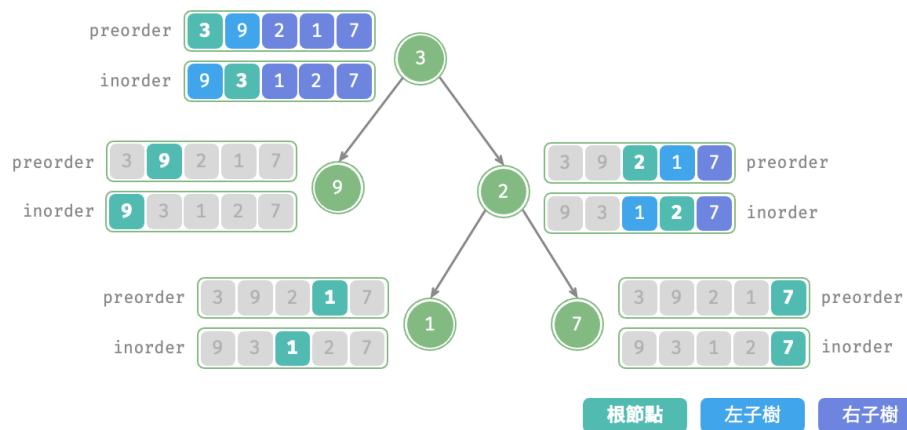 preorder 3 9 2 1 7
inorder 9 3 1 2 7
3
preorder 3 9 2 1 7
inorder 9 3 1 2 7
9
2
3 9 2 1 7 preorder
9 3 1 2 7 inorder
preorder 3 9 2 1 7
inorder 9 3 1 2 7
1
7
3 9 2 1 7 preorder
9 3 1 2 7 inorder
根節點 左子樹 右子樹